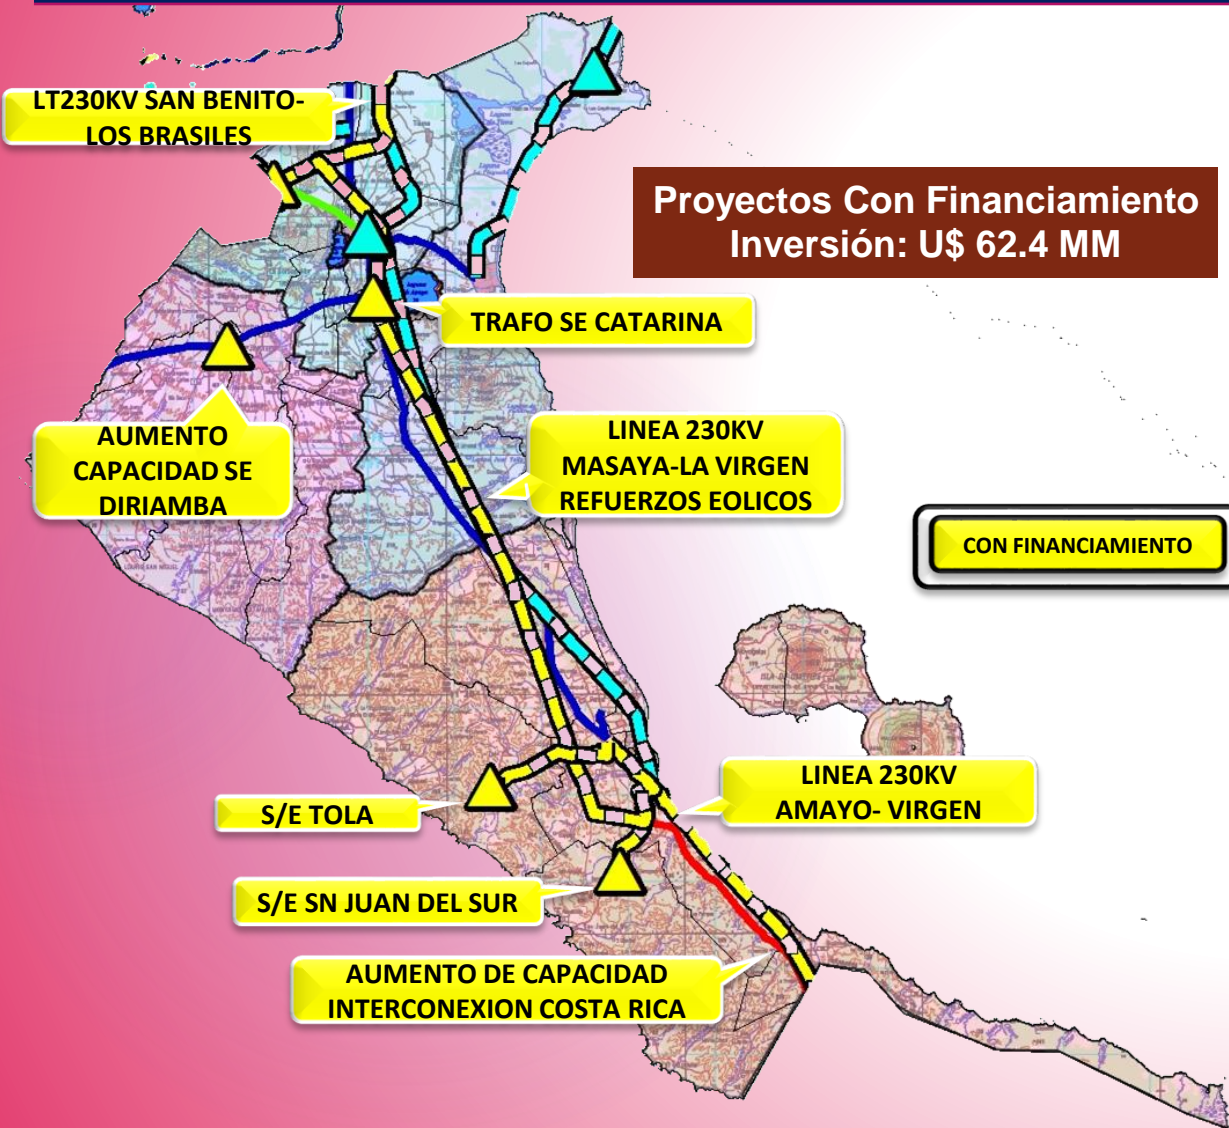 LT230KV SAN BENITO-
LOS BRASILES
Proyectos Con Financiamiento
Inversión: U$ 62.4 MM
TRAFO SE CATARINA
AUMENTO
CAPACIDAD SE
DIRIAMBA
LINEA 230KV
MASAYA-LA VIRGEN
REFUERZOS EOLICOS
CON FINANCIAMIENTO
LINEA 230KV
AMAYO- VIRGEN
S/E TOLA
S/E SN JUAN DEL SUR
AUMENTO DE CAPACIDAD
INTERCONEXION COSTA RICA